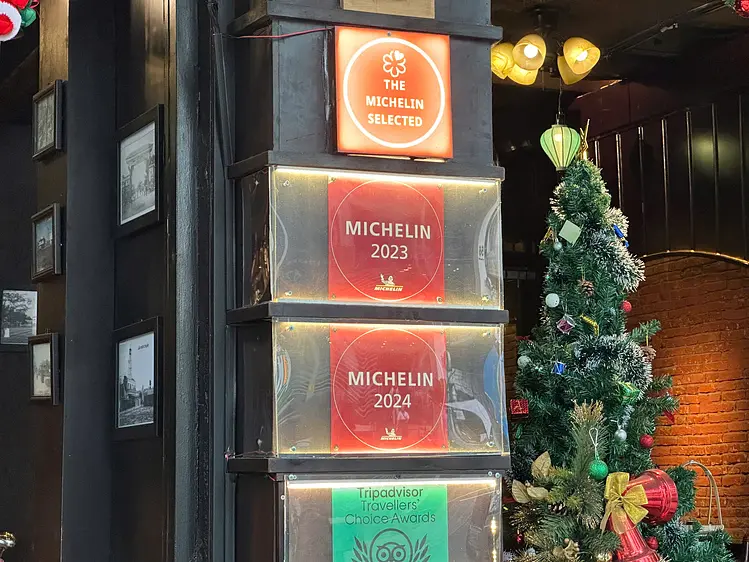 THE
MICHELIN
SELECTED
MICHELIN
2023
MICHELIN
MICHELIN
2024
MICHELIN
Tripadvisor
Travellers'
Choice Awards